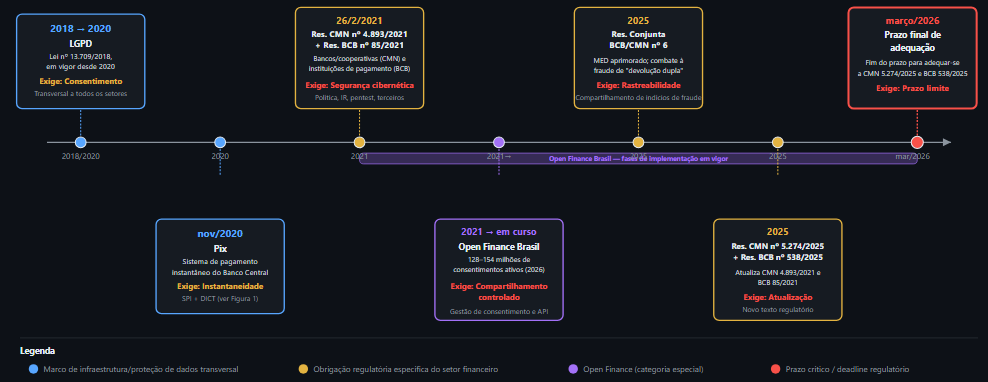 2018 → 2020
LGPD
Lei nº 13.709/2018,
em vigor desde 2020
Exige: Consentimento
Transversal a todos os setores
26/2/2021
Res. CMN nº 4.893/2021
+ Res. BCB nº 85/2021
Bancos/cooperativas (CMN) e
instituições de pagamento (BCB)
Exige: Segurança cibernética
Política, IR, pentest, terceiros
2025
Res. Conjunta
BCB/CMN nº 6
MED aprimorado; combate à
fraude de "devolução dupla"
Exige: Rastreabilidade
Compartilhamento de indícios de fraude
março/2026
Prazo final de
adequação
Fim do prazo para adequar-se
a CMN 5.274/2025 e BCB 538/2025
Exige: Prazo limite
2018/2020
2020
2021
2021→
2025
mar/2026
Open Finance Brasil — fases de implementação em vigor
nov/2020
Pix
Sistema de pagamento
instantâneo do Banco Central
Exige: Instantaneidade
SPI + DICT (ver Figura 1)
2021 → em curso
Open Finance Brasil
128–154 milhões de
consentimentos ativos (2026)
Exige: Compartilhamento
controlado
Gestão de consentimento e API
2025
Res. CMN nº 5.274/2025
+ Res. BCB nº 538/2025
Atualiza CMN 4.893/2021 e
BCB 85/2021
Exige: Atualização
Novo texto regulatório
Legenda
Marco de infraestrutura/proteção de dados transversal
Obrigação regulatória específica do setor financeiro
Open Finance (categoria especial)
Prazo crítico / deadline regulatório